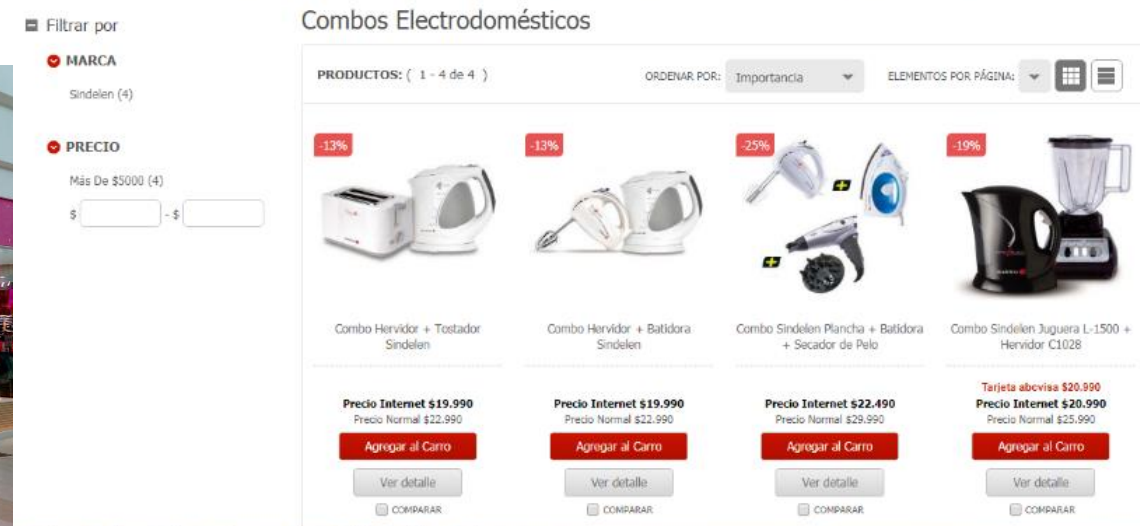 Filtrar por
MARCA
Sindelen (4)
PRECIO
Más De $5000 (4)
$ - $
Combos Electrodomésticos
PRODUCTOS: ( 1 - 4 de 4 )
ORDENAR POR: Importancia
ELEMENTOS POR PÁGINA:
-13%
Combo Hervidor + Tostador
Sindelen
Precio Internet $19.990
Precio Normal $22.990
Agregar al Carro
Ver detalle
COMPARAR
-13%
Combo Hervidor + Batidora
Sindelen
Precio Internet $19.990
Precio Normal $22.990
Agregar al Carro
Ver detalle
COMPARAR
-25%
Combo Sindelen Plancha + Batidora
+ Secador de Pelo
Precio Internet $22.490
Precio Normal $29.990
Agregar al Carro
Ver detalle
COMPARAR
-19%
Combo Sindelen Juguera L-1500 +
Hervidor C1028
Tarjeta abcvisa $20.990
Precio Internet $20.990
Precio Normal $25.990
Agregar al Carro
Ver detalle
COMPARAR